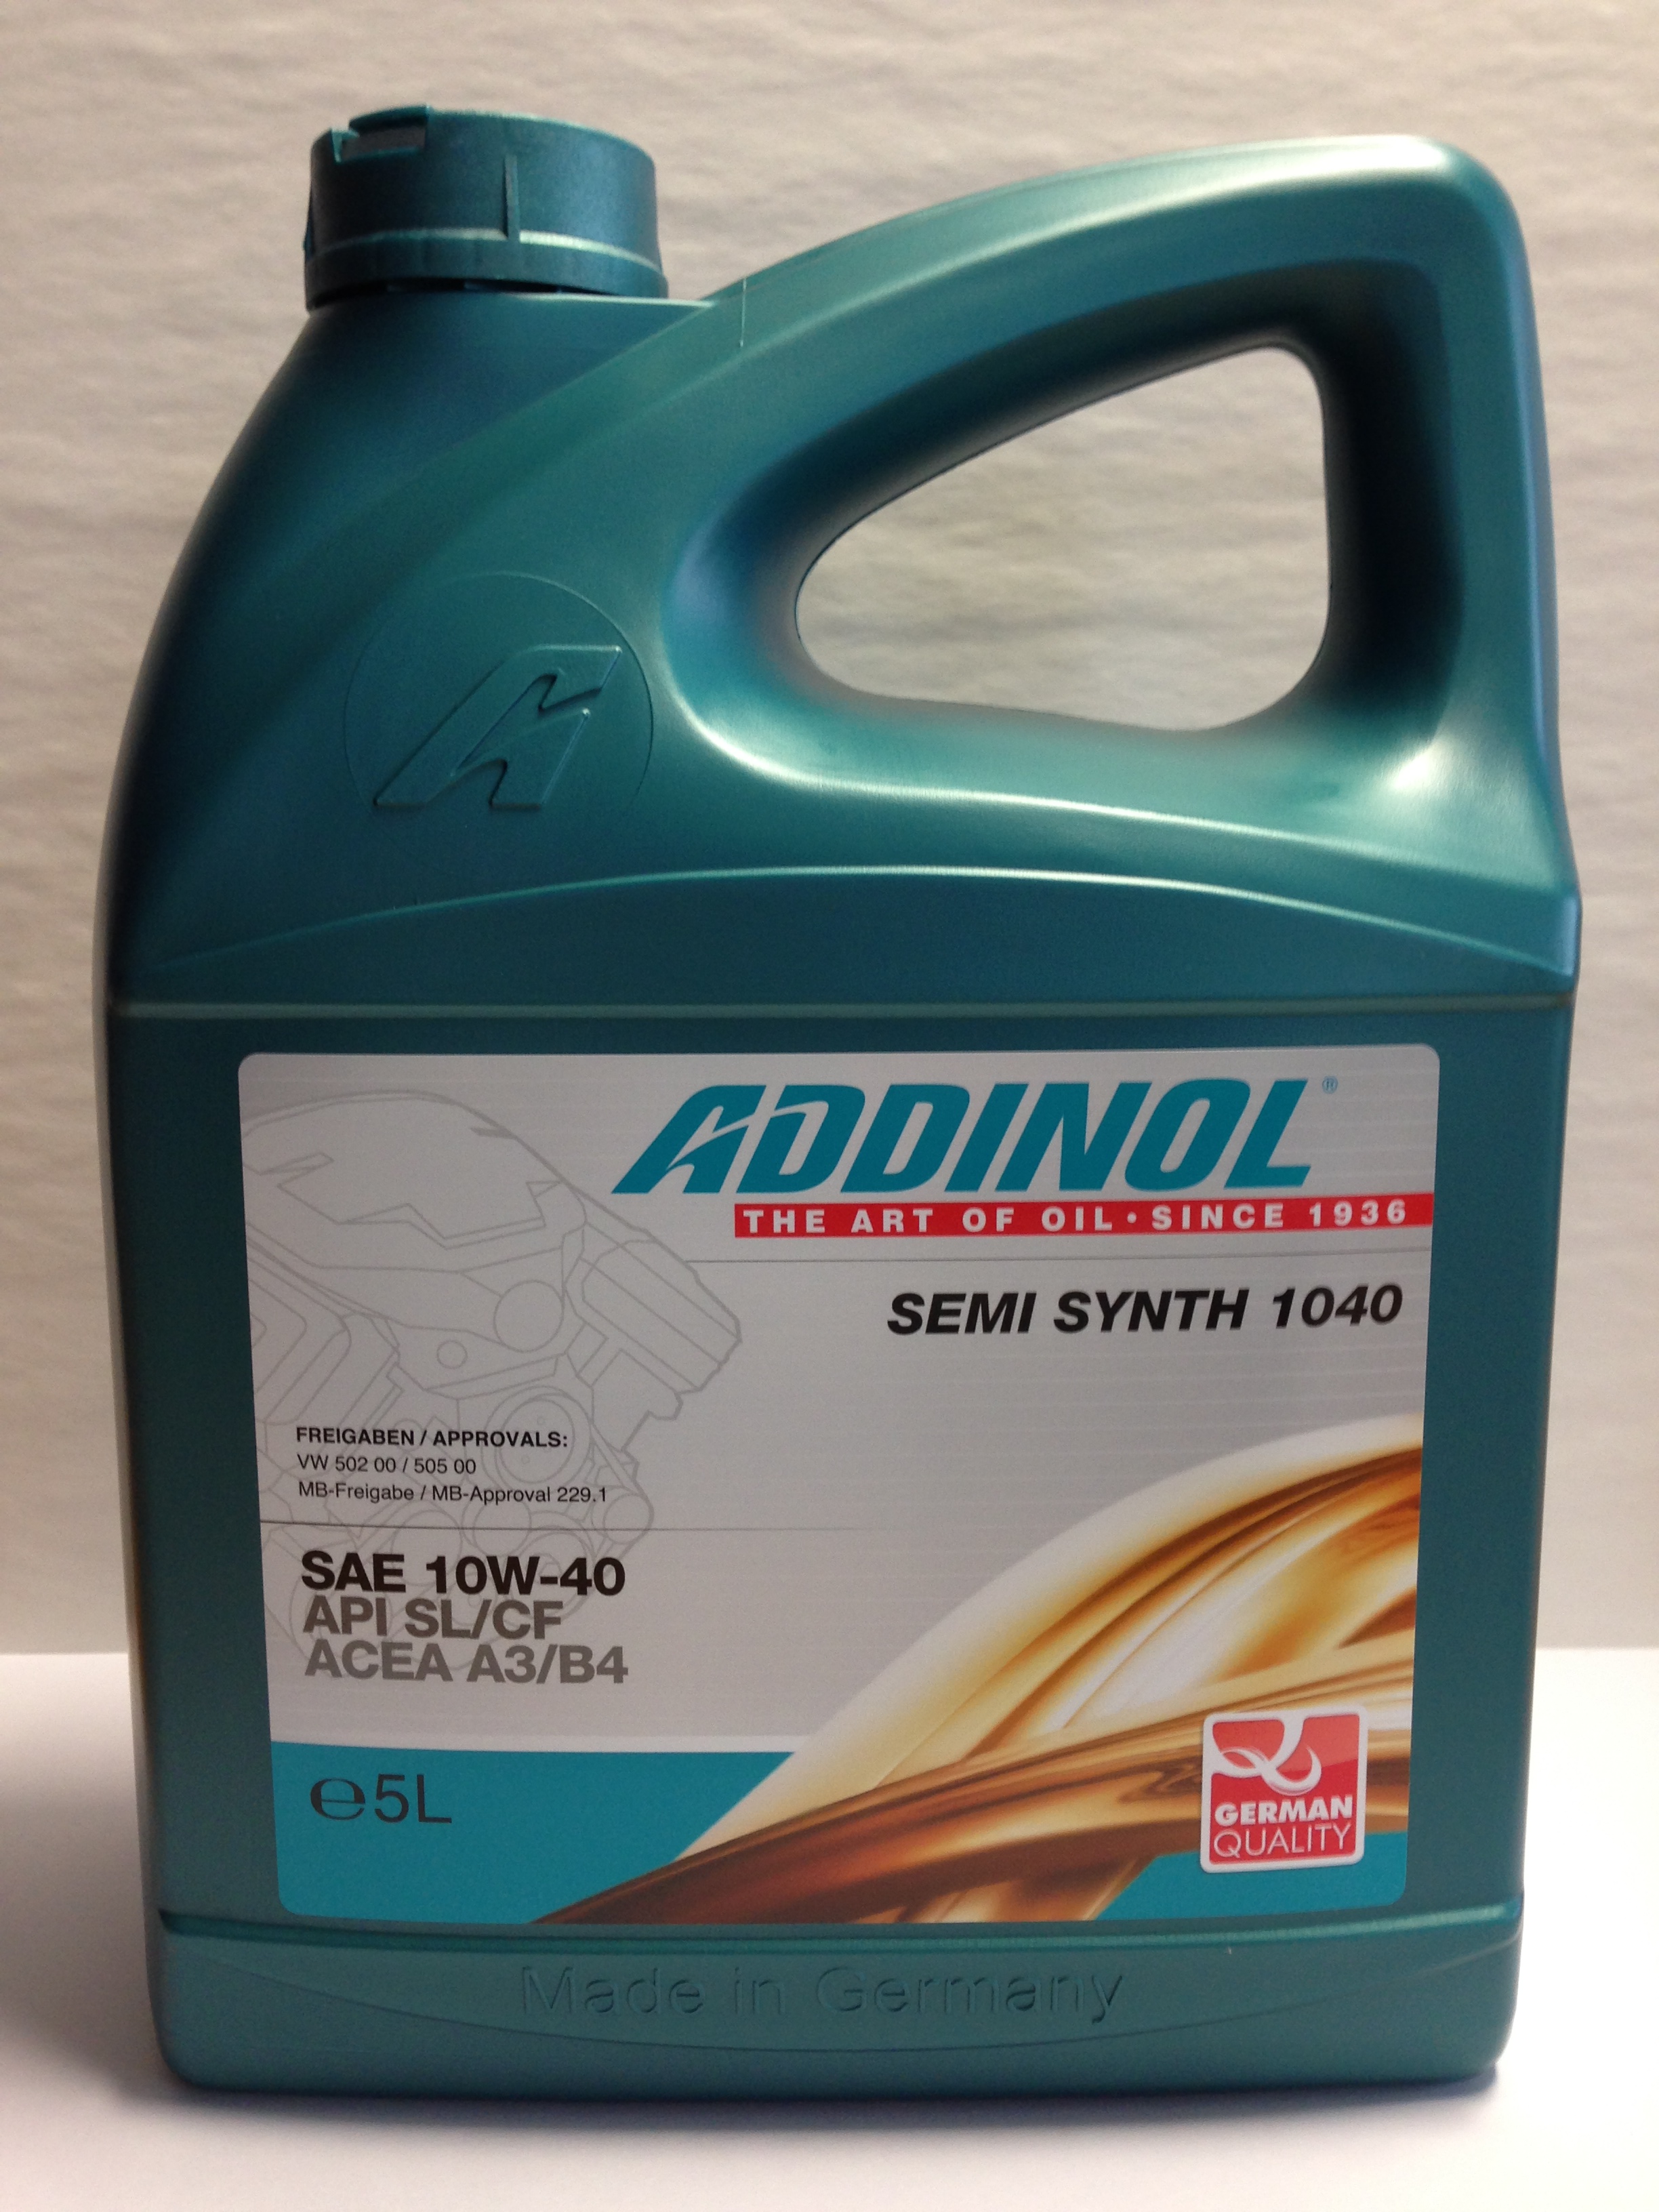 ADDINOL®
THE ART OF OIL · SINCE 1936
SEMI SYNTH 1040
FREIGABEN / APPROVALS:
VW 502 00 / 505 00
MB-Freigabe / MB-Approval 229.1
SAE 10W-40
API SL/CF
ACEA A3/B4
℮5L
GERMAN
QUALITY
Made in Germany